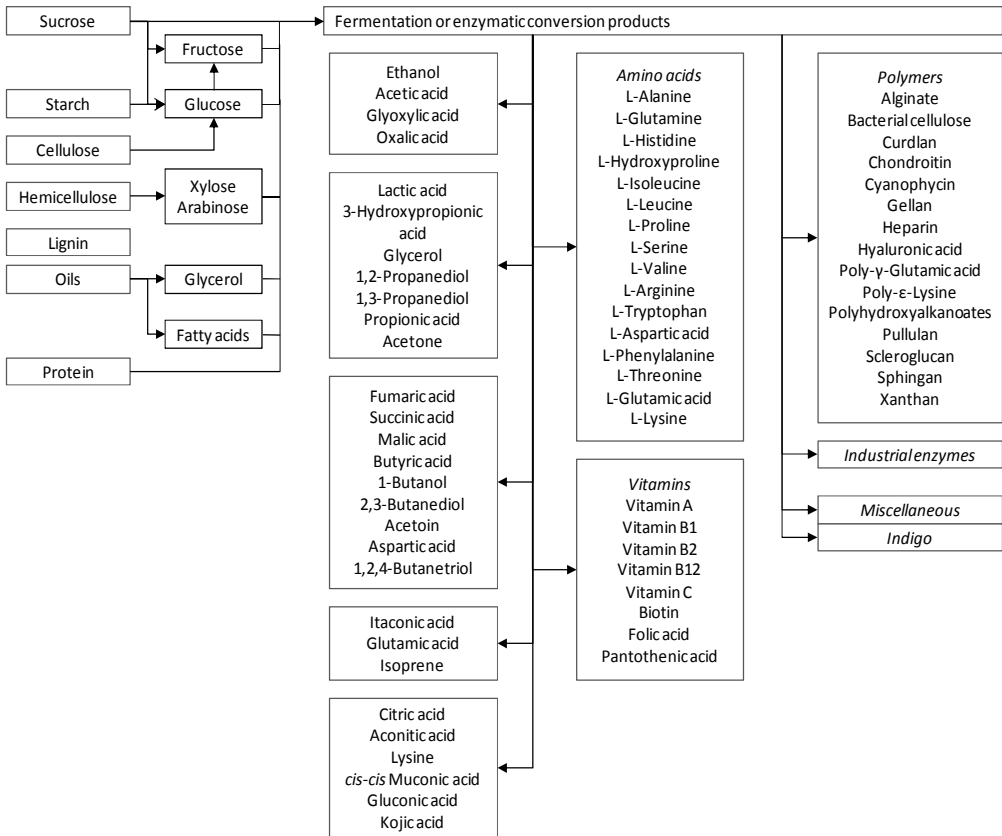 Sucrose
Fructose
Starch
Glucose
Cellulose
Hemicellulose
Xylose
Arabinose
Lignin
Oils
Glycerol
Fatty acids
Protein
Fermentation or enzymatic conversion products
Ethanol
Acetic acid
Glyoxylic acid
Oxalic acid
Lactic acid
3-Hydroxypropionic
acid
Glycerol
1,2-Propanediol
1,3-Propanediol
Propionic acid
Acetone
Fumaric acid
Succinic acid
Malic acid
Butyric acid
1-Butanol
2,3-Butanediol
Acetoin
Aspartic acid
1,2,4-Butanetriol
Itaconic acid
Glutamic acid
Isoprene
Citric acid
Aconitic acid
Lysine
cis-cis Muconic acid
Gluconic acid
Kojic acid
Amino acids
L-Alanine
L-Glutamine
L-Histidine
L-Hydroxyproline
L-Isoleucine
L-Leucine
L-Proline
L-Serine
L-Valine
L-Arginine
L-Tryptophan
L-Aspartic acid
L-Phenylalanine
L-Threonine
L-Glutamic acid
L-Lysine
Vitamins
Vitamin A
Vitamin B1
Vitamin B2
Vitamin B12
Vitamin C
Biotin
Folic acid
Pantothenic acid
Polymers
Alginate
Bacterial cellulose
Curdlan
Chondroitin
Cyanophycin
Gellan
Heparin
Hyaluronic acid
Poly-γ-Glutamic acid
Poly-ε-Lysine
Polyhydroxyalkanoates
Pullulan
Scleroglucan
Sphingan
Xanthan
Industrial enzymes
Miscellaneous
Indigo